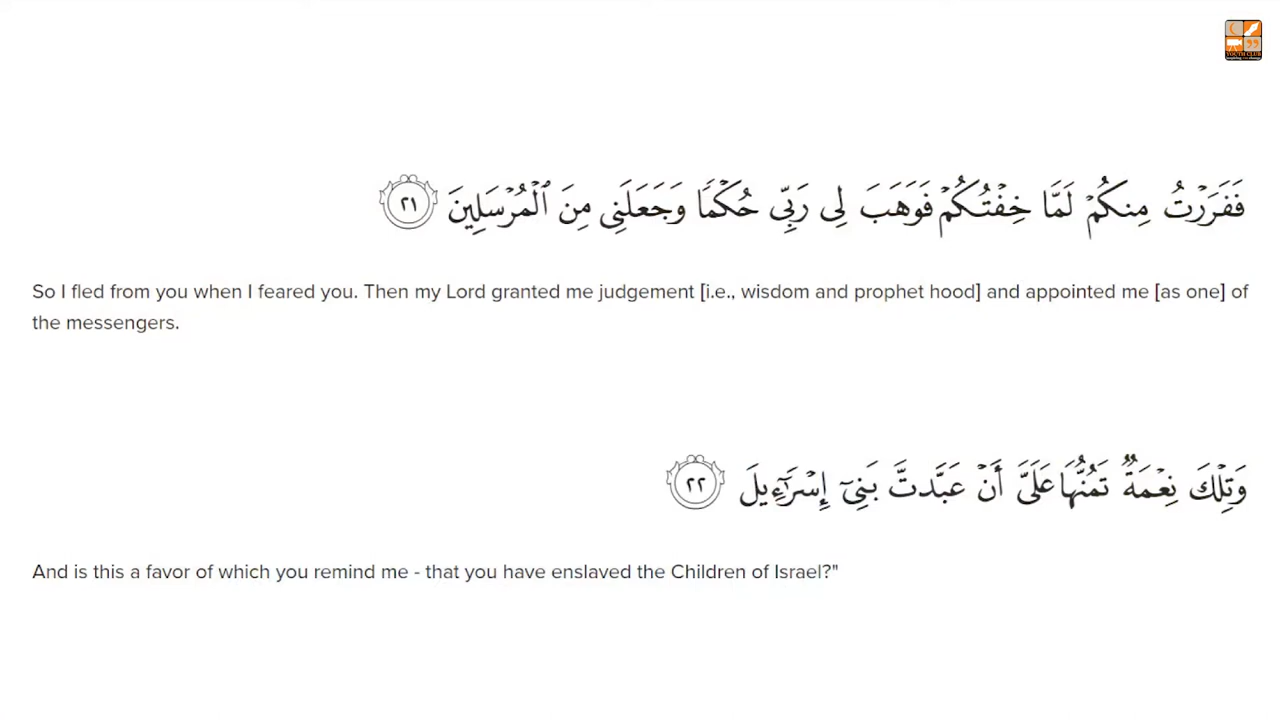 فَفَرَرْتُ مِنكُمْ لَمَّا خِفْتُكُمْ فَوَهَبَ لِى رَبِّى حُكْمًا وَجَعَلَنِى مِنَ ٱلْمُرْسَلِينَ ٢١
So I fled from you when I feared you. Then my Lord granted me judgement [i.e., wisdom and prophet hood] and appointed me [as one] of
the messengers.
وَتِلْكَ نِعْمَةٌ تَمُنُّهَا عَلَىَّ أَنْ عَبَّدتَّ بَنِىٓ إِسْرَٰٓءِيلَ ٢٢
And is this a favor of which you remind me - that you have enslaved the Children of Israel?"